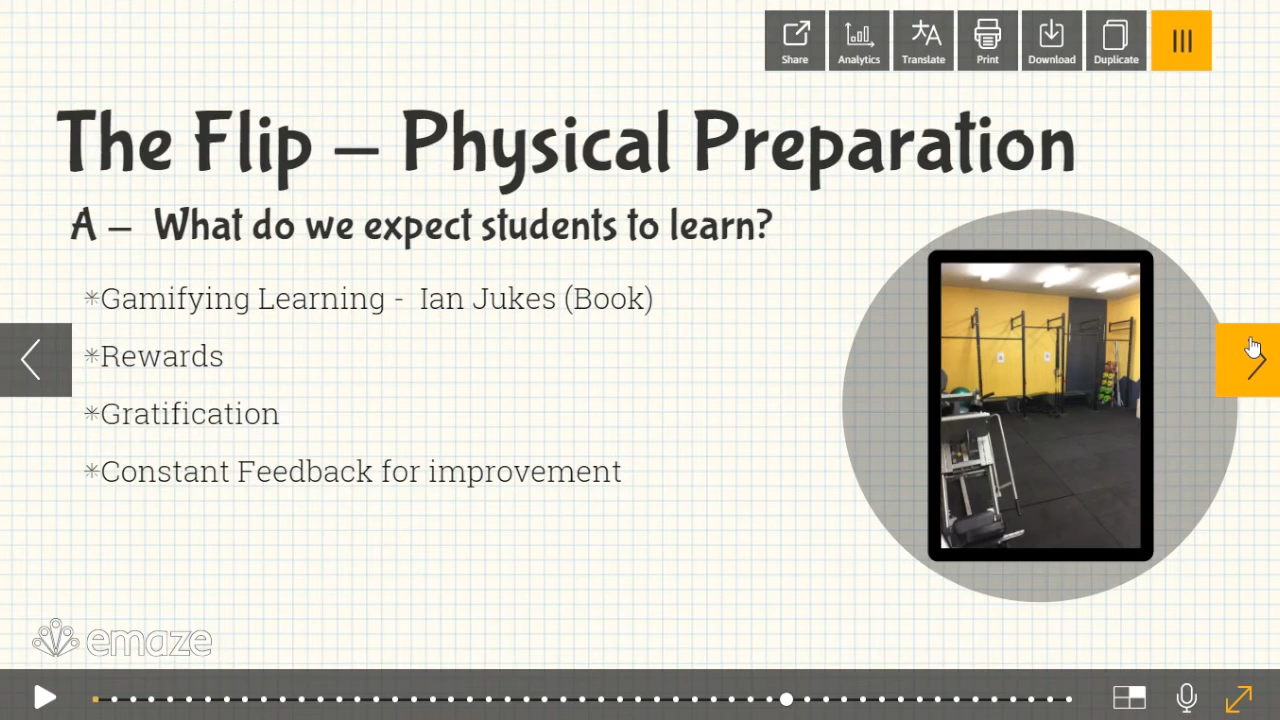 Share
Analytics
Translate
Print
Download
Duplicate
The Flip – Physical Preparation
A – What do we expect students to learn?
*Gamifying Learning - Ian Jukes (Book)
*Rewards
*Gratification
*Constant Feedback for improvement
emaze